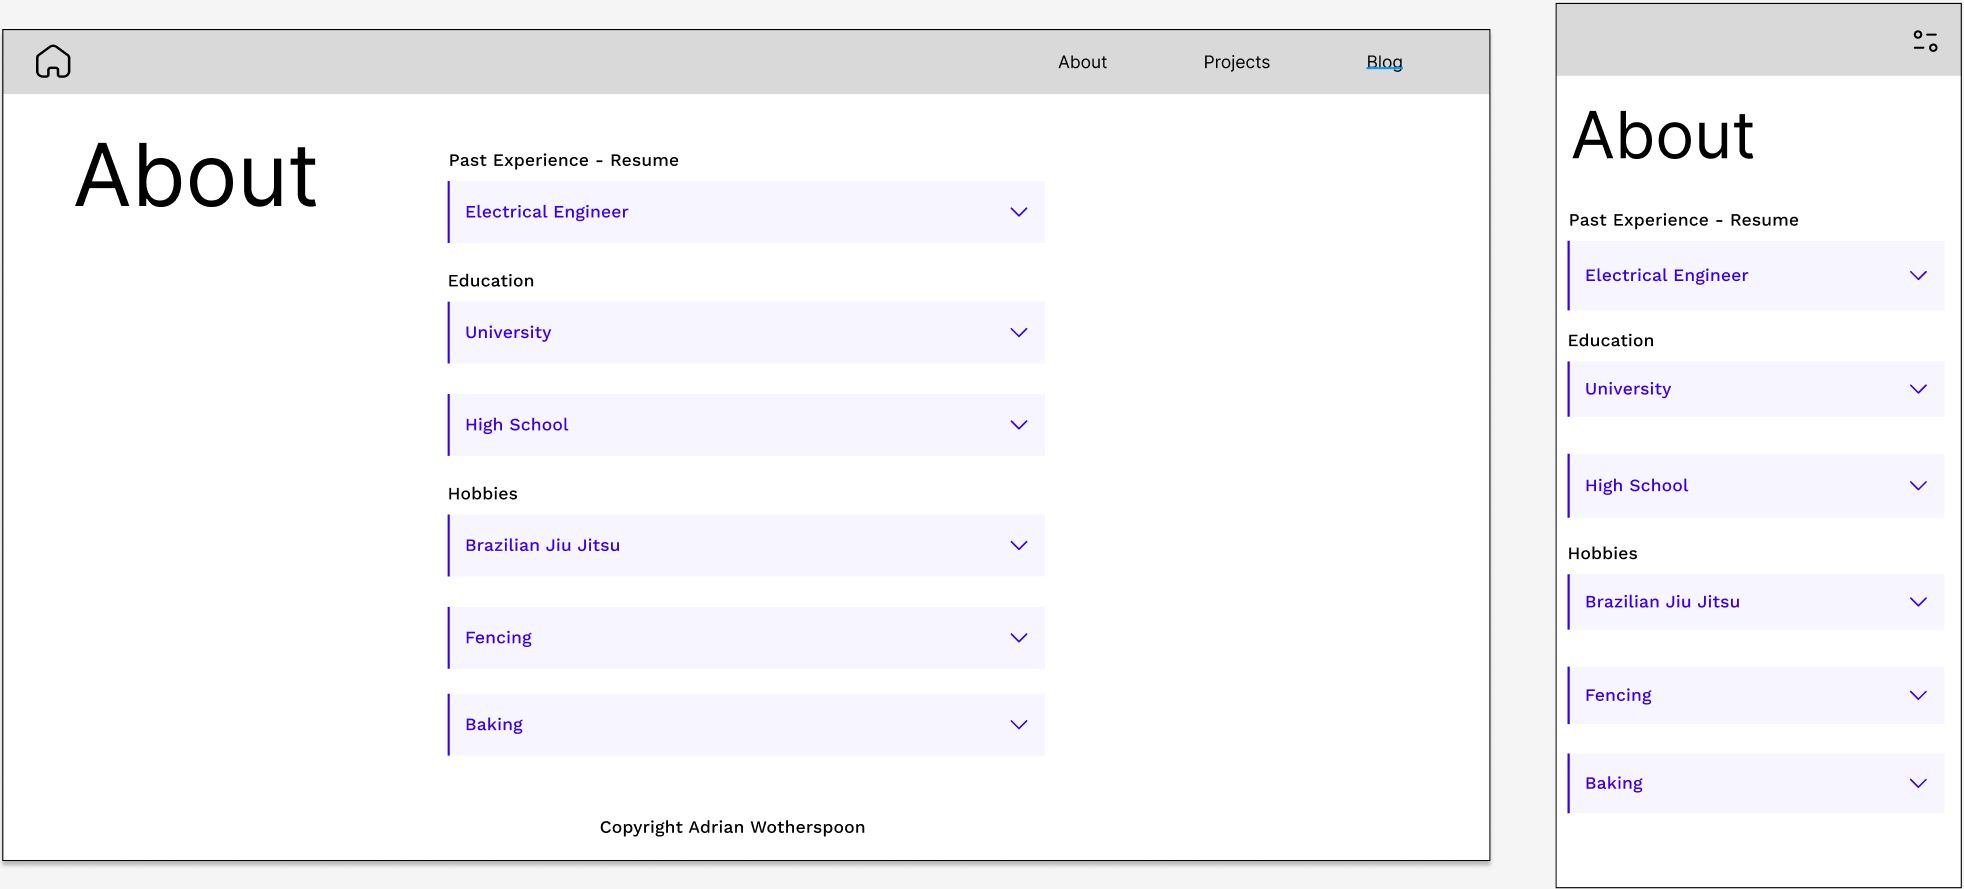 About
Projects
Blog
About
Past Experience - Resume
Electrical Engineer
Education
University
High School
Hobbies
Brazilian Jiu Jitsu
Fencing
Baking
Copyright Adrian Wotherspoon
About
Past Experience - Resume
Electrical Engineer
Education
University
High School
Hobbies
Brazilian Jiu Jitsu
Fencing
Baking